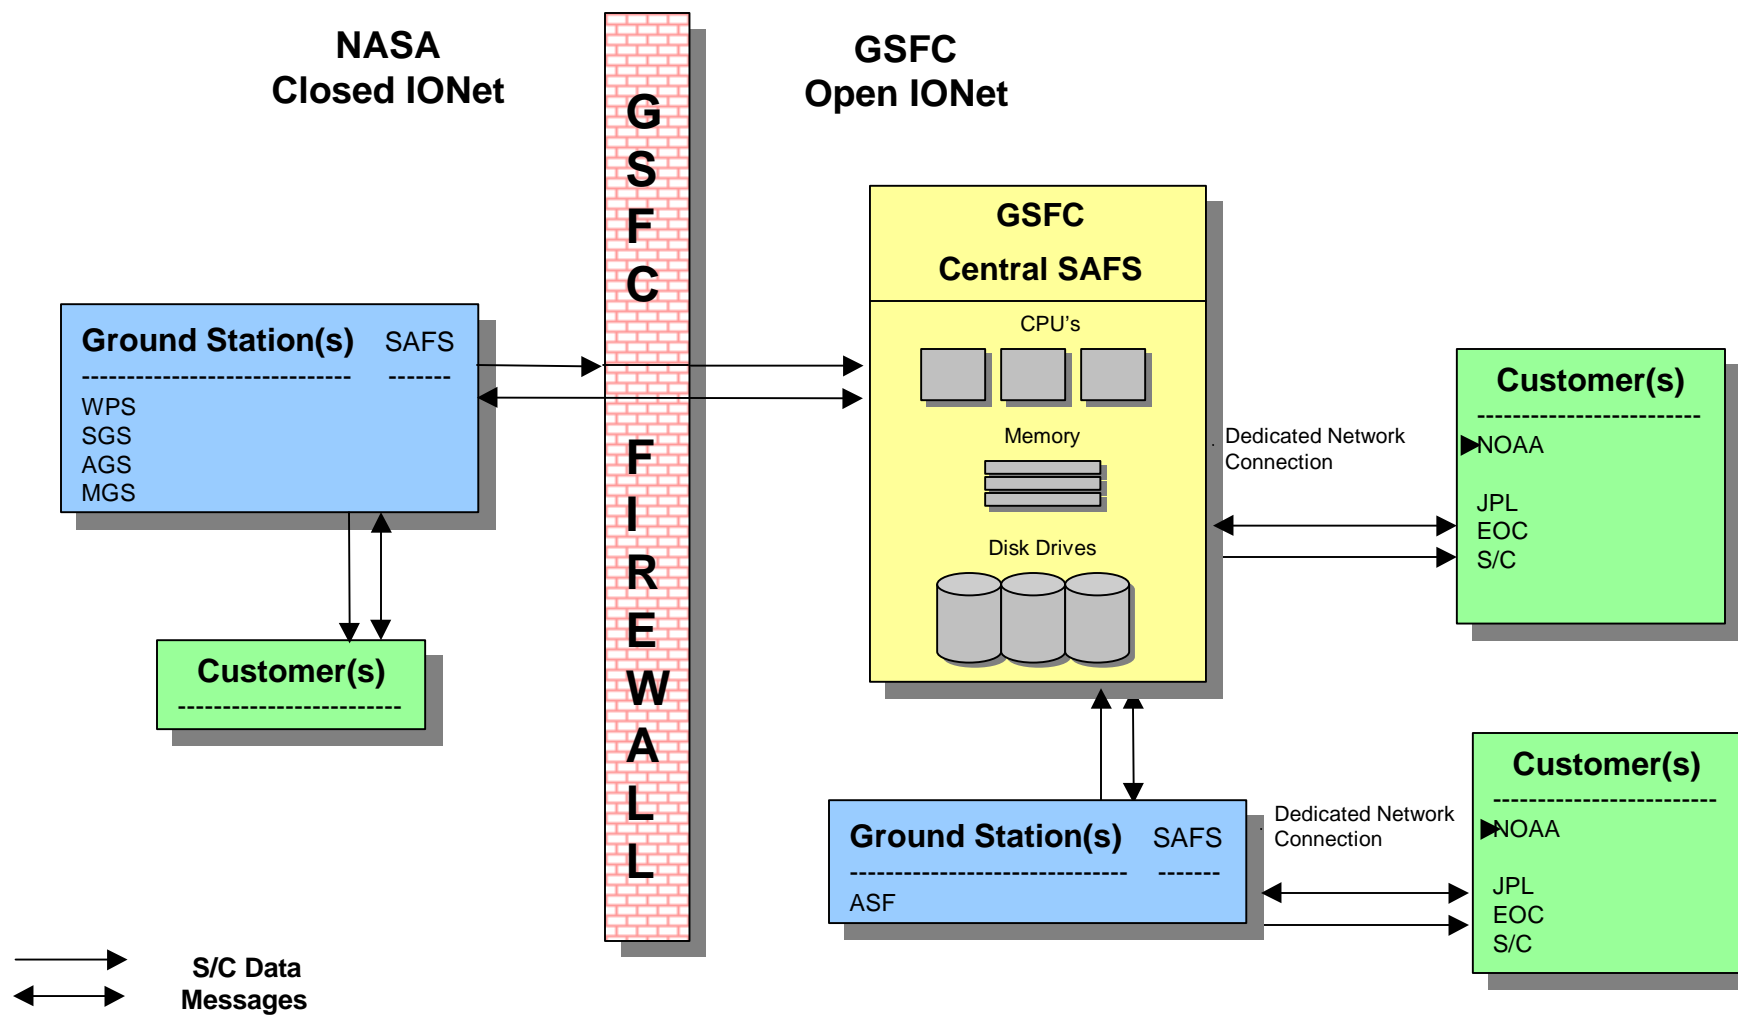 NASA
Closed IONet
GSFC
Open IONet
G
S
F
C
F
I
R
E
W
A
L
L
Ground Station(s) SAFS
------------------------------ -------
WPS
SGS
AGS
MGS
Customer(s)
-------------------------
GSFC
Central SAFS
CPU's
Memory
Disk Drives
Dedicated Network
Connection
Customer(s)
-------------------------
NOAA
JPL
EOC
S/C
Ground Station(s) SAFS
------------------------------- -------
ASF
Dedicated Network
Connection
Customer(s)
-------------------------
NOAA
JPL
EOC
S/C
S/C Data
Messages